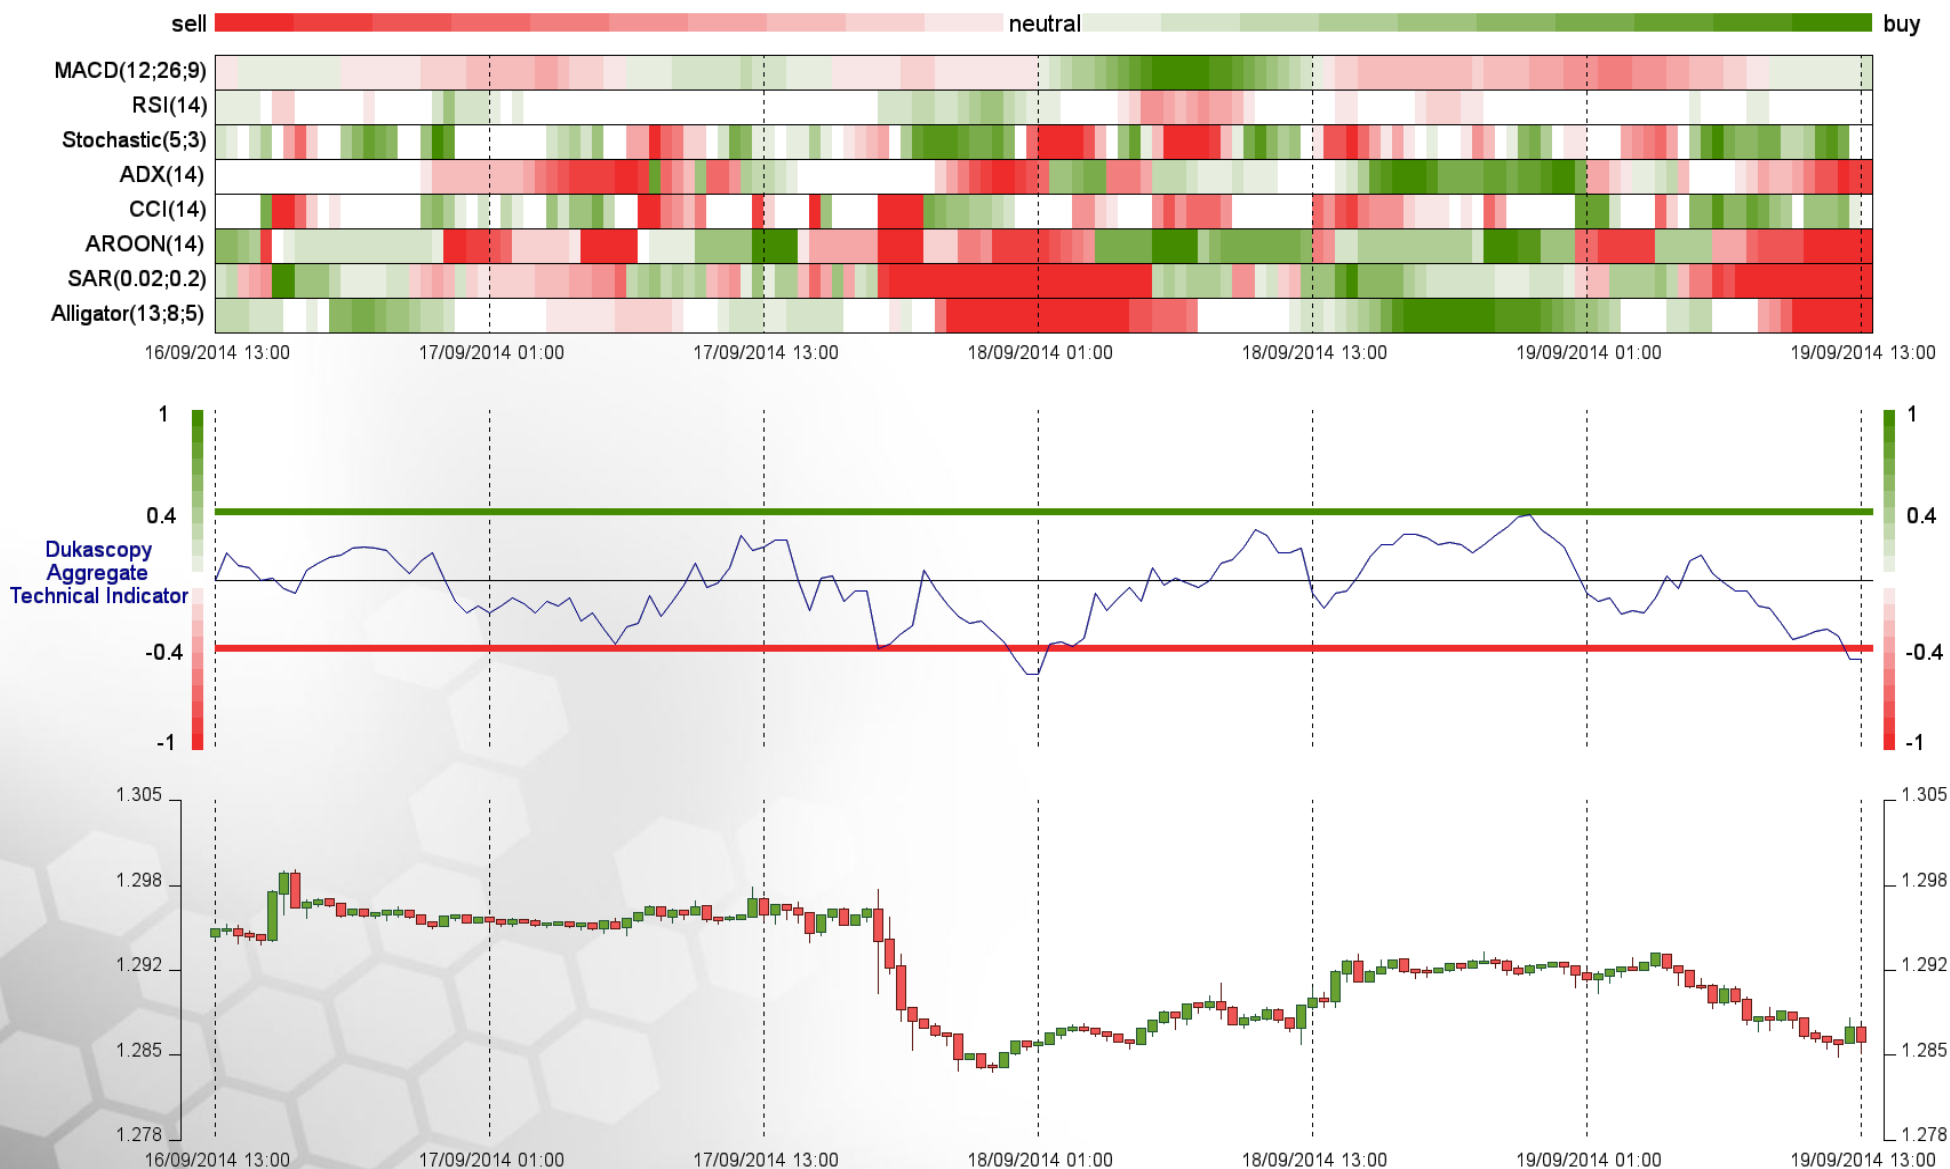 sell neutral buy
MACD(12;26;9)
RSI(14)
Stochastic(5;3)
ADX(14)
CCI(14)
AROON(14)
SAR(0.02;0.2)
Alligator(13;8;5)
16/09/2014 13:00 17/09/2014 01:00 17/09/2014 13:00 18/09/2014 01:00 18/09/2014 13:00 19/09/2014 01:00 19/09/2014 13:00
1 1
0.4 0.4
Dukascopy
Aggregate
Technical Indicator
-0.4 -0.4
-1 -1
1.305 1.305
1.298 1.298
1.292 1.292
1.285 1.285
1.278 1.278
16/09/2014 13:00 17/09/2014 01:00 17/09/2014 13:00 18/09/2014 01:00 18/09/2014 13:00 19/09/2014 01:00 19/09/2014 13:00